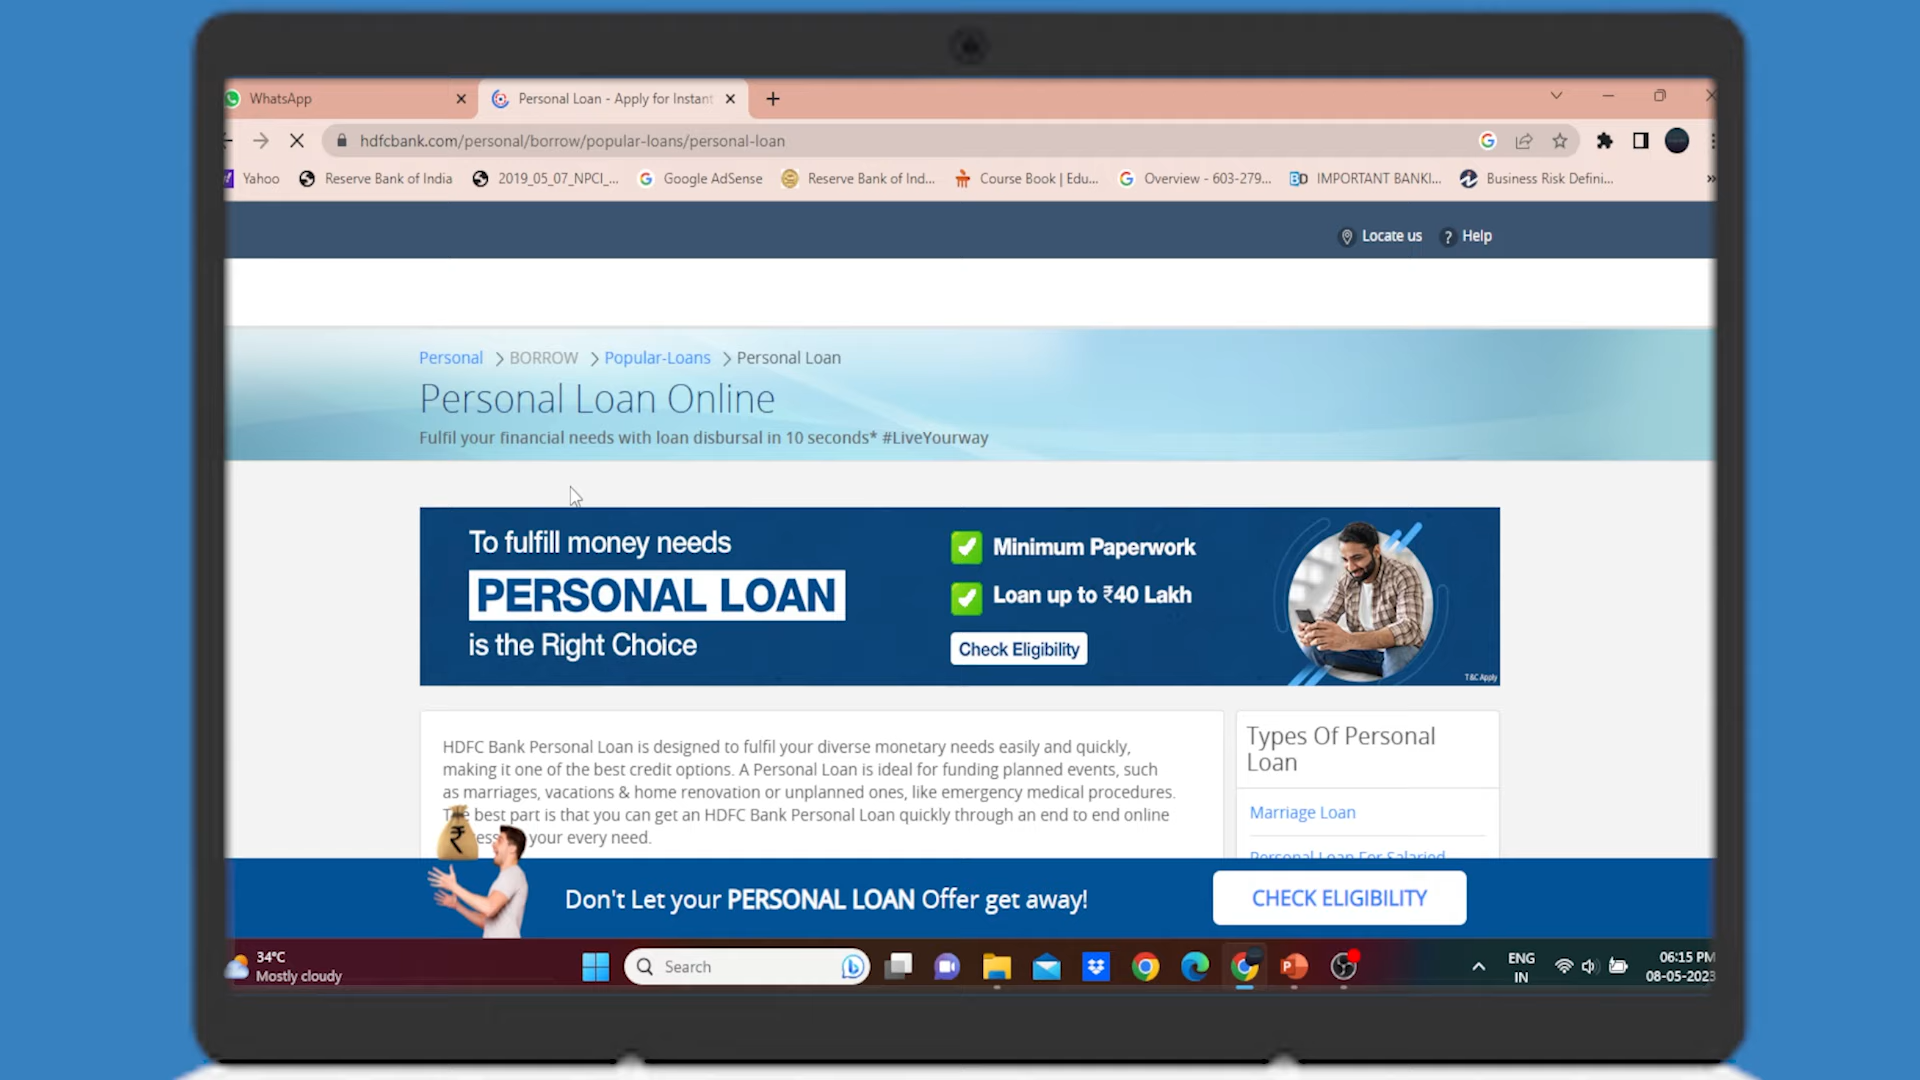 WhatsApp
Personal Loan - Apply for Instant
hdfcbank.com/personal/borrow/popular-loans/personal-loan
Yahoo Reserve Bank of India 2019_05_07_NPCI_... Google AdSense Reserve Bank of Ind... Course Book | Edu... Overview - 603-279... BD IMPORTANT BANKI... Business Risk Defini... »
Locate us ? Help
Personal > BORROW > Popular-Loans > Personal Loan
Personal Loan Online
Fulfil your financial needs with loan disbursal in 10 seconds* #LiveYourway
To fulfill money needs
PERSONAL LOAN
is the Right Choice
Minimum Paperwork
Loan up to ₹40 Lakh
Check Eligibility
T&C Apply
HDFC Bank Personal Loan is designed to fulfil your diverse monetary needs easily and quickly,
making it one of the best credit options. A Personal Loan is ideal for funding planned events, such
as marriages, vacations & home renovation or unplanned ones, like emergency medical procedures.
The best part is that you can get an HDFC Bank Personal Loan quickly through an end to end online
your every need.
Types Of Personal
Loan
Marriage Loan
Personal Loan For Salaried
₹
Don't Let your PERSONAL LOAN Offer get away!
CHECK ELIGIBILITY
34°C
Mostly cloudy
Search
ENG
IN
06:15 PM
08-05-2023